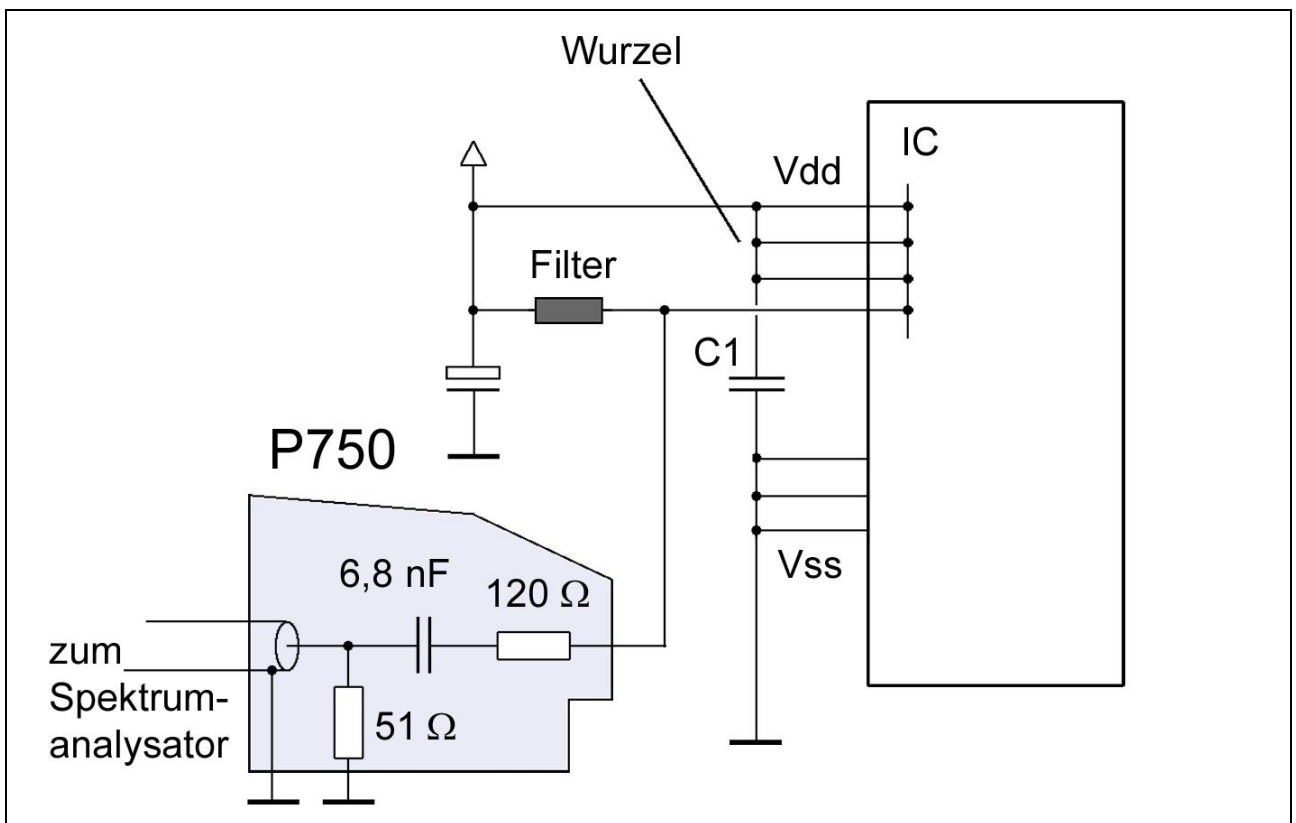 Wurzel
IC
Vdd
Filter
C1
P750
6,8 nF
120 Ω
Vss
zum
Spektrum-
analysator
51 Ω